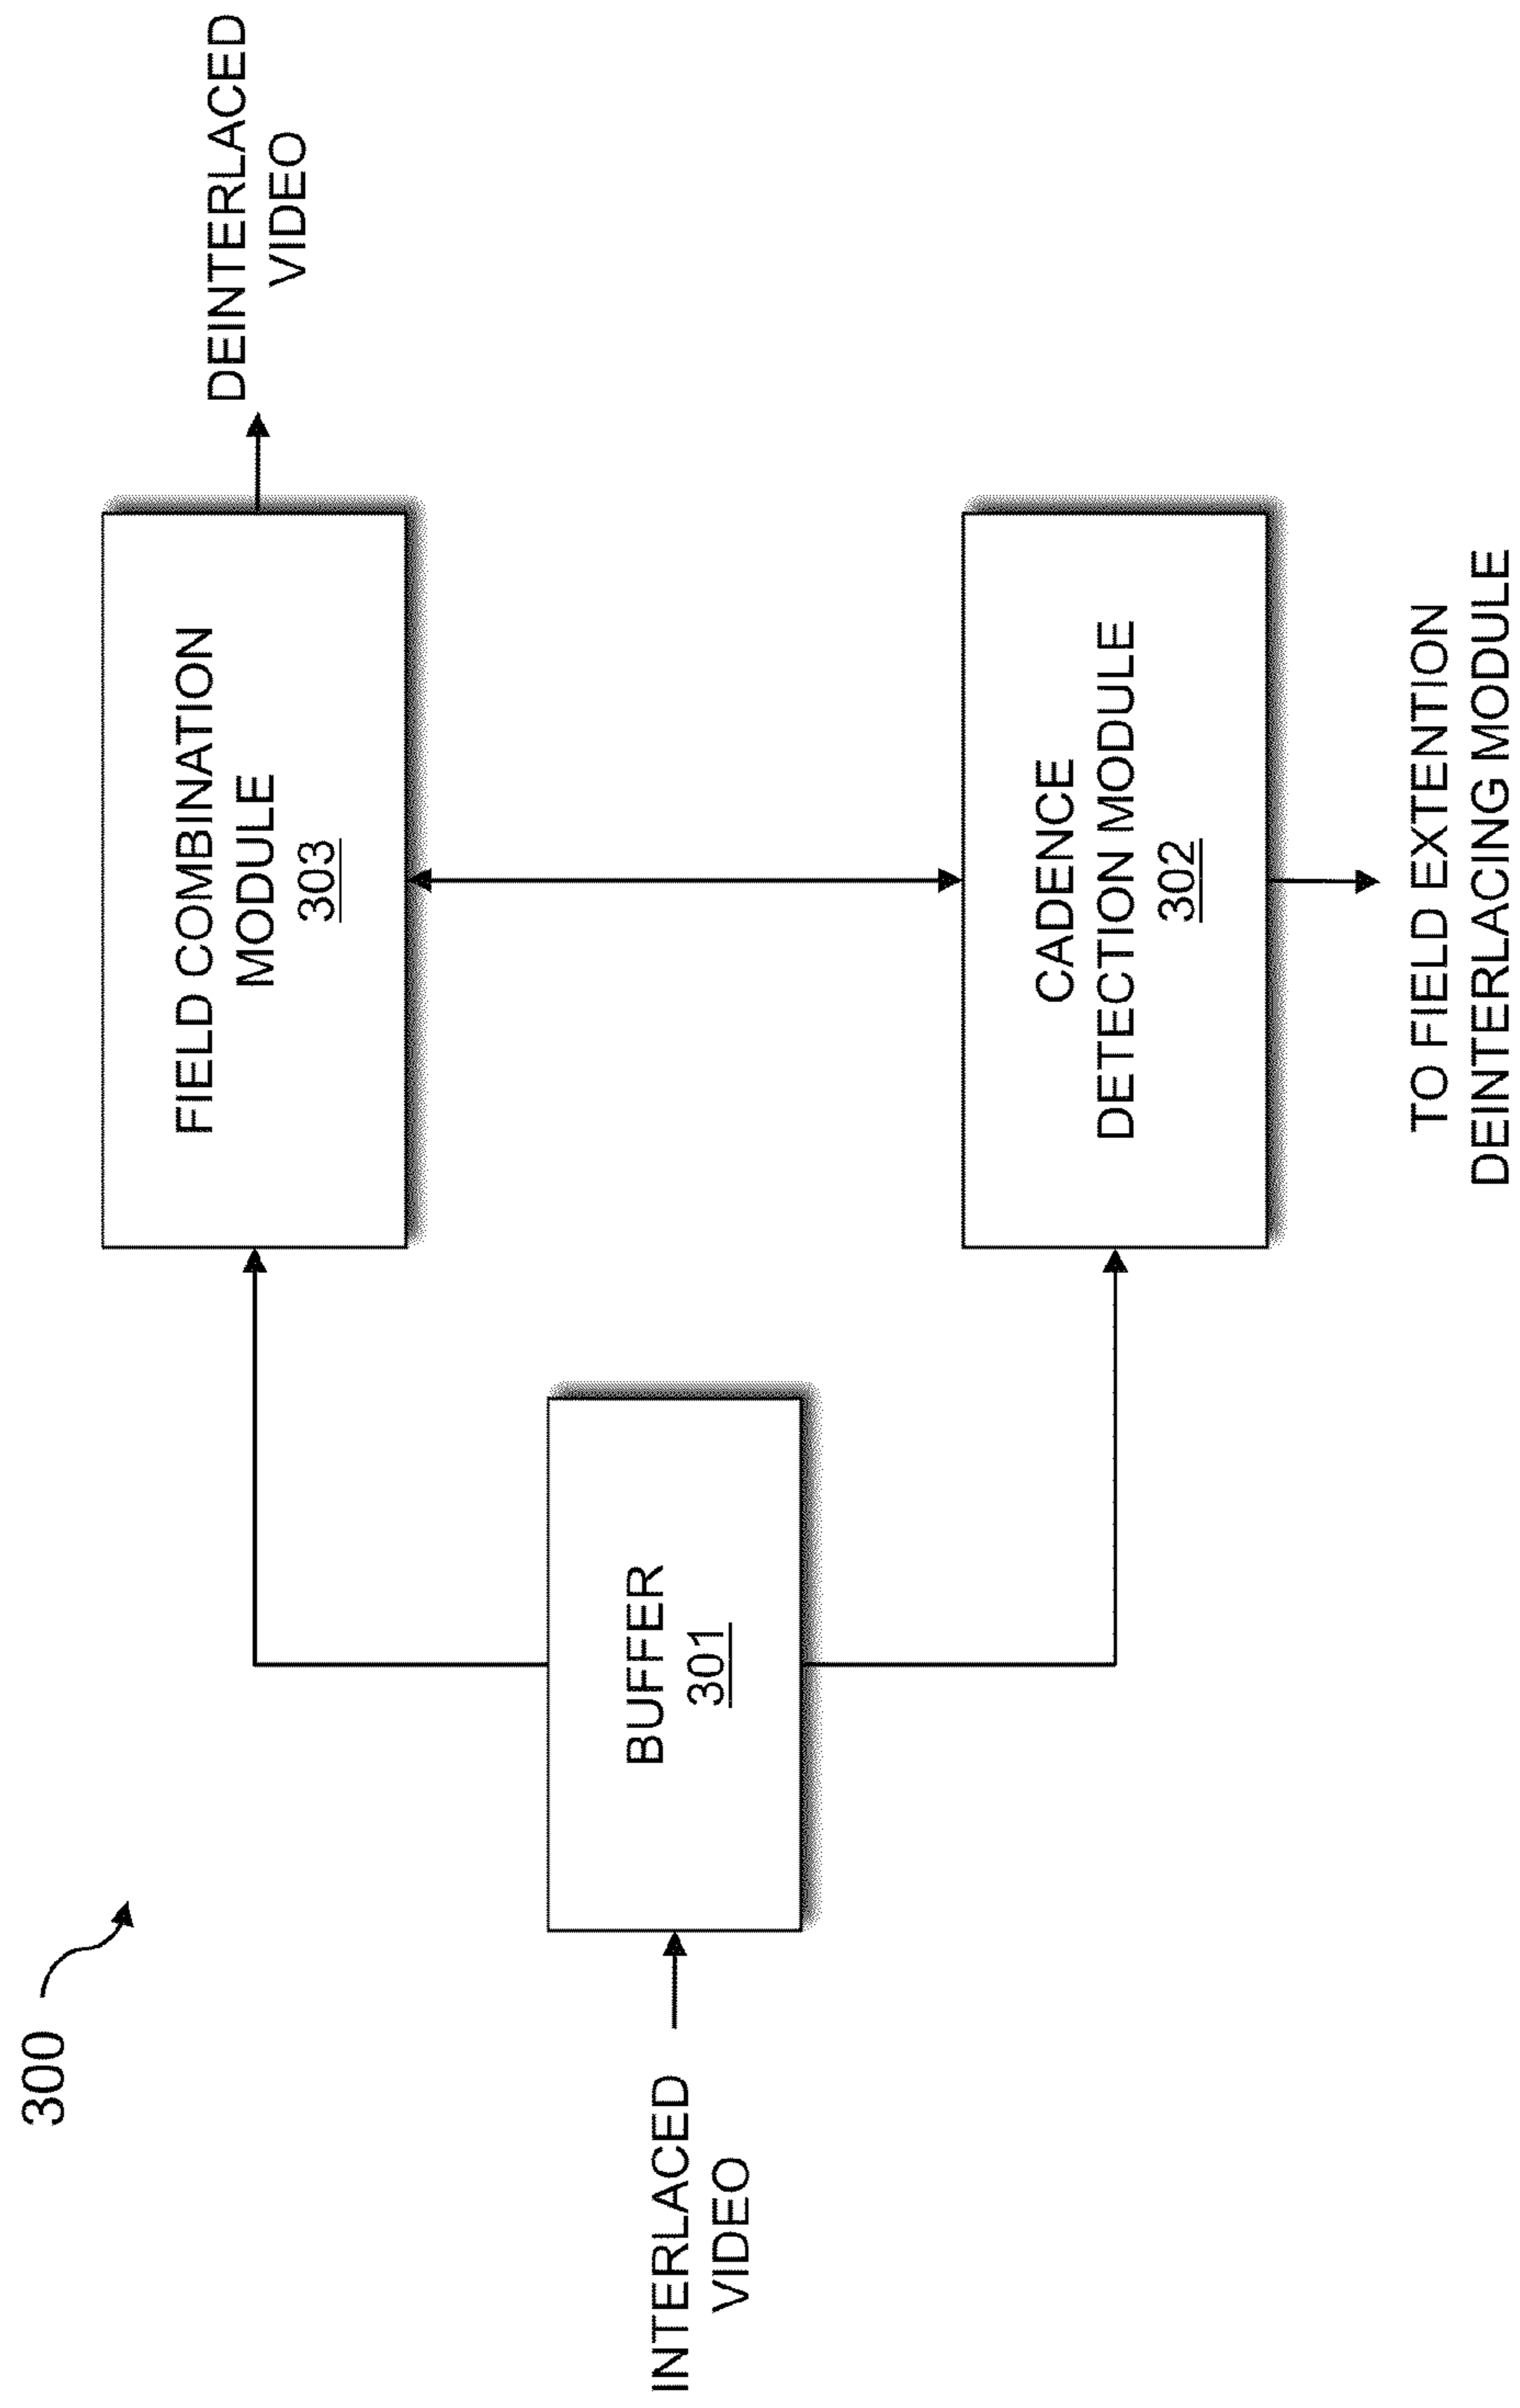 300
FIELD COMBINATION
MODULE
303
DEINTERLACED
VIDEO
INTERLACED
VIDEO
BUFFER
301
CADENCE
DETECTION MODULE
302
TO FIELD EXTENTION
DEINTERLACING MODULE